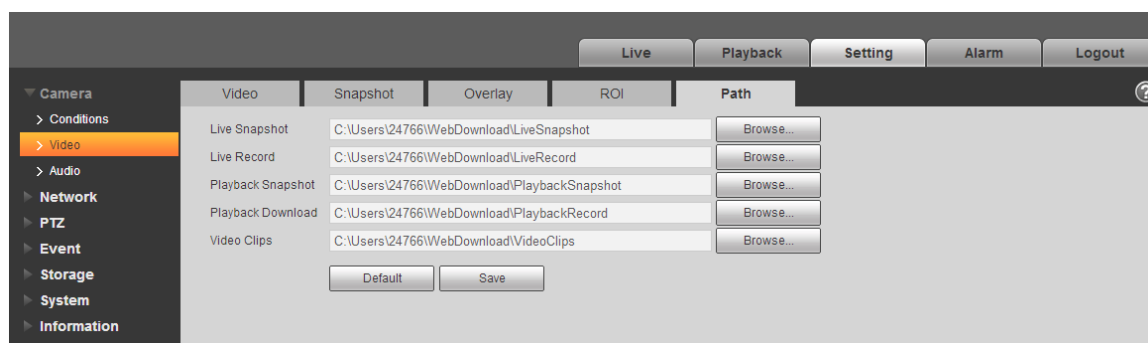 Live Playback Setting Alarm Logout
Camera
Conditions
Video
Audio
Network
PTZ
Event
Storage
System
Information
Video Snapshot Overlay ROI Path
?
Live Snapshot C:\Users\24766\WebDownload\LiveSnapshot Browse...
Live Record C:\Users\24766\WebDownload\LiveRecord Browse...
Playback Snapshot C:\Users\24766\WebDownload\PlaybackSnapshot Browse...
Playback Download C:\Users\24766\WebDownload\PlaybackRecord Browse...
Video Clips C:\Users\24766\WebDownload\VideoClips Browse...
Default Save